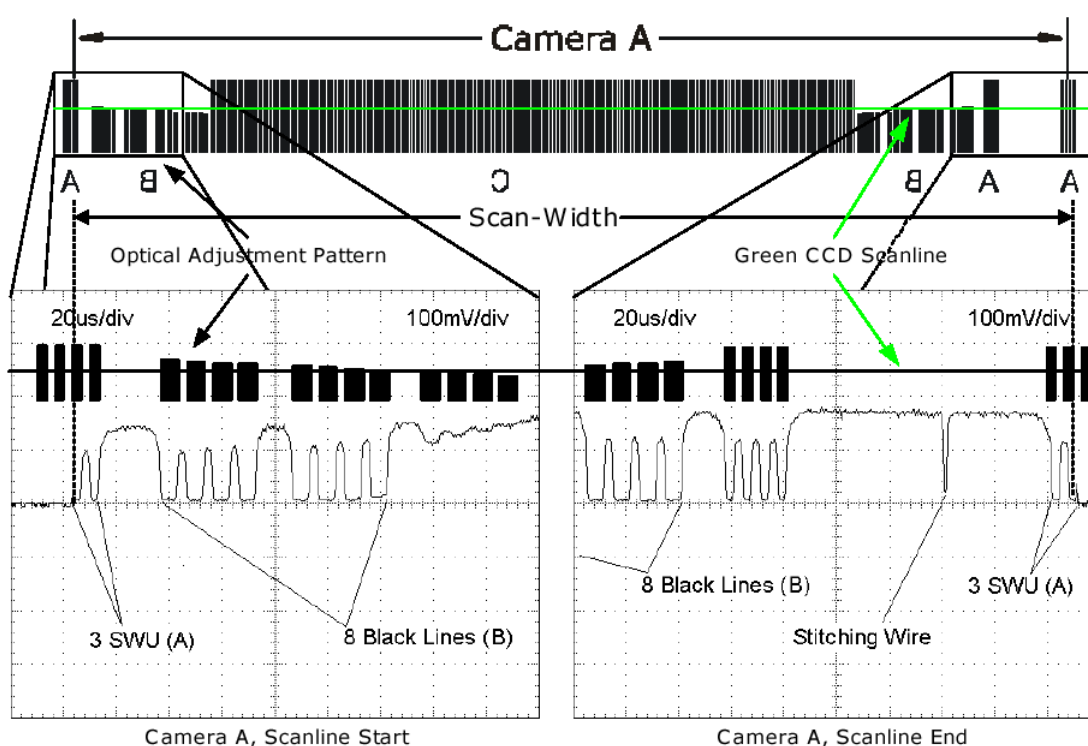 Camera A
A B C B A A
Scan-Width
Optical Adjustment Pattern
Green CCD Scanline
20us/div 100mV/div
20us/div 100mV/div
3 SWU (A)
8 Black Lines (B)
8 Black Lines (B)
Stitching Wire
3 SWU (A)
Camera A, Scanline Start
Camera A, Scanline End